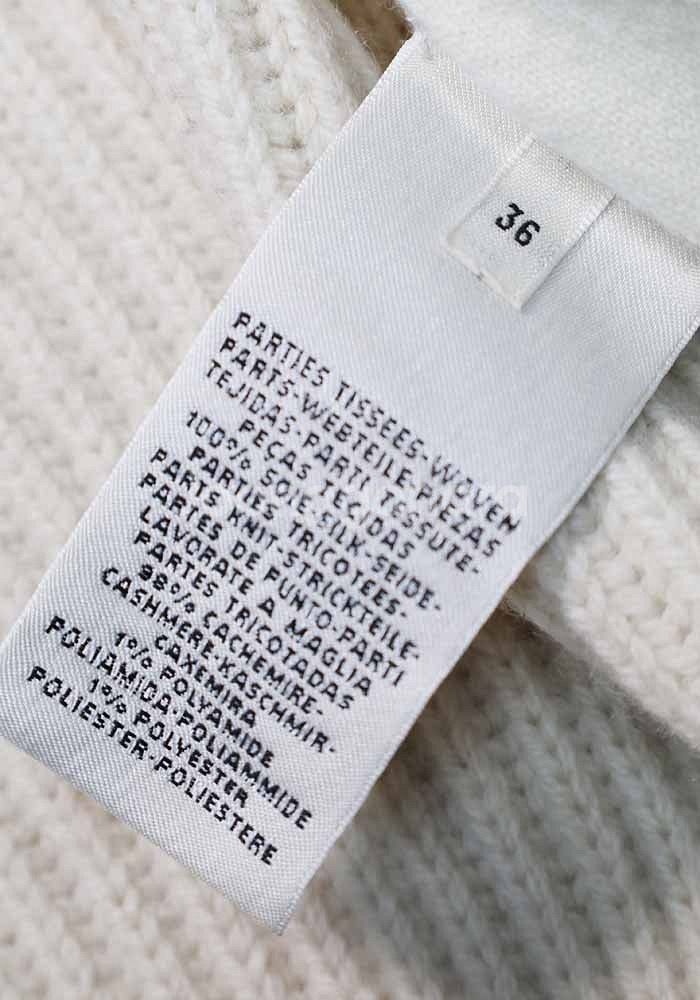 36
PARTIES TISSEES-WOVEN
PARTS-WEBTEILE-PIEZAS
TEJIDAS-PARTI TESSUTE-
PEÇAS TECIDAS
100% SOIE-SILK-SEIDE-
PARTIES TRICOTEES-
PARTS KNIT-STRICKTEILE-
PARTES DE PUNTO-PARTI
LAVORATE A MAGLIA
PARTES TRICOTADAS
98% CACHEMIRE-
CASHMERE-KASCHMIR-
CAXEMIRA
1% POLYAMIDE
POLIAMIDA-POLIAMMIDE
1% POLYESTER
POLIESTER-POLIESTERE